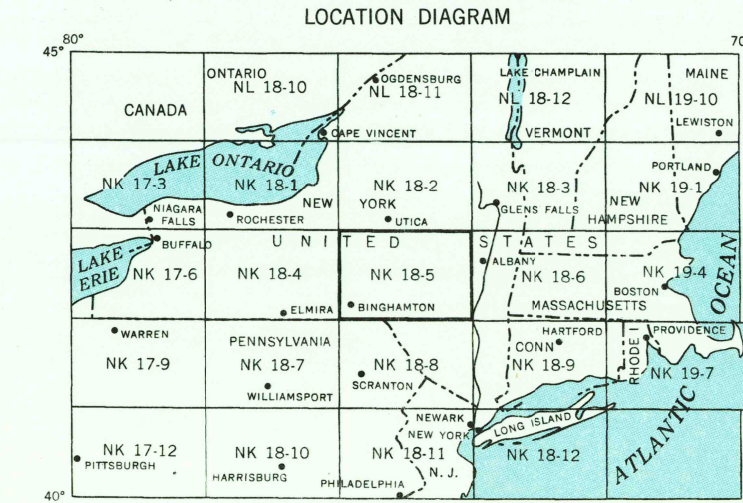 LOCATION DIAGRAM
80°
70
45°
ONTARIO
NL 18-10
OGDENSBURG
NL 18-11
LAKE CHAMPLAIN
NL 18-12
MAINE
NL 19-10
CANADA
CAPE VINCENT
VERMONT
LEWISTON
LAKE ONTARIO
NK 17-3
NK 18-1
NK 18-2
NK 18-3
NK 19-1
PORTLAND
NIAGARA
FALLS
ROCHESTER
NEW
YORK
UTICA
GLENS FALLS
NEW
HAMPSHIRE
BUFFALO
UNITED STATES
LAKE
ERIE
NK 17-6
NK 18-4
NK 18-5
ALBANY
NK 18-6
NK 19-4
BOSTON
OCEAN
ELMIRA
BINGHAMTON
MASSACHUSETTS
WARREN
PENNSYLVANIA
HARTFORD
PROVIDENCE
CONN
RHODE I
NK 17-9
NK 18-7
NK 18-8
NK 18-9
NK 19-7
WILLIAMSPORT
SCRANTON
NEWARK
NEW YORK
LONG ISLAND
ATLANTIC
NK 17-12
NK 18-10
NK 18-11
NK 18-12
PITTSBURGH
HARRISBURG
N. J.
PHILADELPHIA
40°